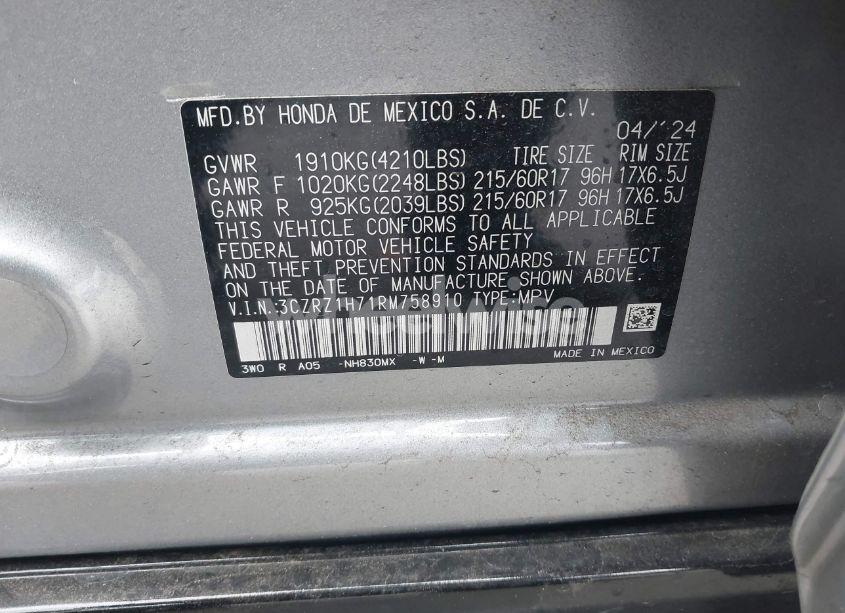 MFD.BY HONDA DE MEXICO S.A. DE C.V.
04/'24
GVWR 1910KG(4210LBS) TIRE SIZE RIM SIZE
GAWR F 1020KG(2248LBS) 215/60R17 96H 17X6.5J
GAWR R 925KG(2039LBS) 215/60R17 96H 17X6.5J
THIS VEHICLE CONFORMS TO ALL APPLICABLE
FEDERAL MOTOR VEHICLE SAFETY
AND THEFT PREVENTION STANDARDS IN EFFECT
ON THE DATE OF MANUFACTURE SHOWN ABOVE.
V.I.N.:3CZRZ1H71RM758910 TYPE:MPV
3W0 R A05 -NH830MX -W-M
MADE IN MEXICO